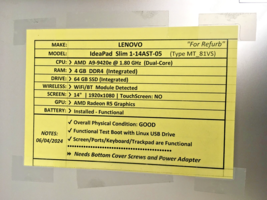 MAKE: LENOVO "For Refurb"
MODEL: IdeaPad Slim 1-14AST-05 (Type MT_81VS)
CPU: ❯ AMD A9-9420e @ 1.80 GHz (Dual-Core)
RAM: ❯ 4 GB DDR4 (Integrated)
DRIVE: ❯ 64 GB SSD (Integrated)
WIRELESS: ❯ WiFi/BT Module Detected
SCREEN: ❯ 14" | 1920x1080 | TouchScreen: NO
GPU: ❯ AMD Radeon R5 Graphics
BATTERY: ❯ Installed - Functional
✓ Overall Physical Condition: GOOD
NOTES: ✓ Functional Test Boot with Linux USB Drive
06/04/2024 ✓ Screen/Ports/Keyboard/Trackpad are Functional
Needs Bottom Cover Screws and Power Adapter